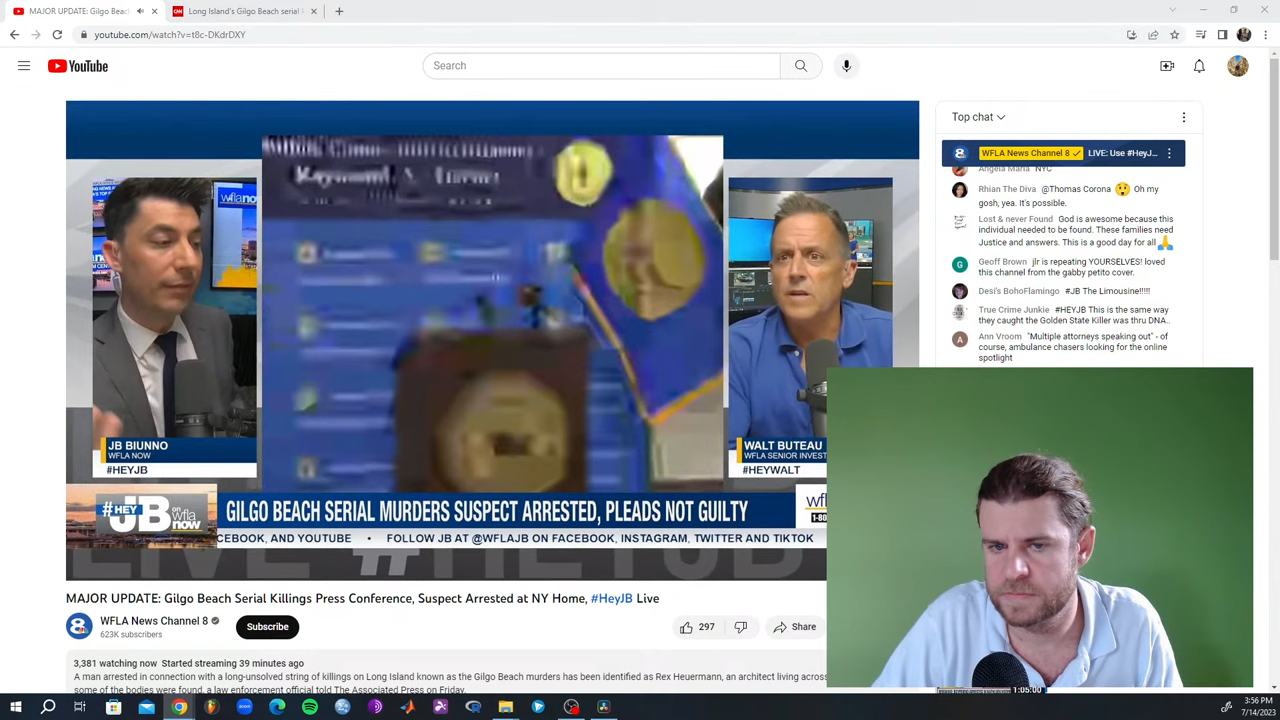 MAJOR UPDATE: Gilgo Beac
Long Island's Gilgo Beach serial
youtube.com/watch?v=t8c-DKdrDXY
YouTube
Search
JB BIUNNO
WFLA NOW
#HEYJB
WALT BUTEAU
WFLA SENIOR INVEST
#HEYWALT
#HEY JB on wfla now
GILGO BEACH SERIAL MURDERS SUSPECT ARRESTED, PLEADS NOT GUILTY
CEBOOK, AND YOUTUBE • FOLLOW JB AT @WFLAJB ON FACEBOOK, INSTAGRAM, TWITTER AND TIKTOK
MAJOR UPDATE: Gilgo Beach Serial Killings Press Conference, Suspect Arrested at NY Home, #HeyJB Live
WFLA News Channel 8
623K subscribers
Subscribe
297
Share
3,381 watching now Started streaming 39 minutes ago
A man arrested in connection with a long-unsolved string of killings on Long Island known as the Gilgo Beach murders has been identified as Rex Heuermann, an architect living across
some of the bodies were found, a law enforcement official told The Associated Press on Friday.
Top chat
WFLA News Channel 8 LIVE: Use #HeyJ...
Angela Maria NYC
Rhian The Diva @Thomas Corona 😲 Oh my
gosh, yea. It's possible.
Lost & never Found God is awesome because this
individual needed to be found. These families need
Justice and answers. This is a good day for all 🙏
Geoff Brown jlr is repeating YOURSELVES! loved
this channel from the gabby petito cover.
Desi's BohoFlamingo #JB The Limousine!!!!!
True Crime Junkie #HEYJB This is the same way
they caught the Golden State Killer was thru DNA..
Ann Vroom "Multiple attorneys speaking out" - of
course, ambulance chasers looking for the online
spotlight
1:05:00
3:56 PM
7/14/2023